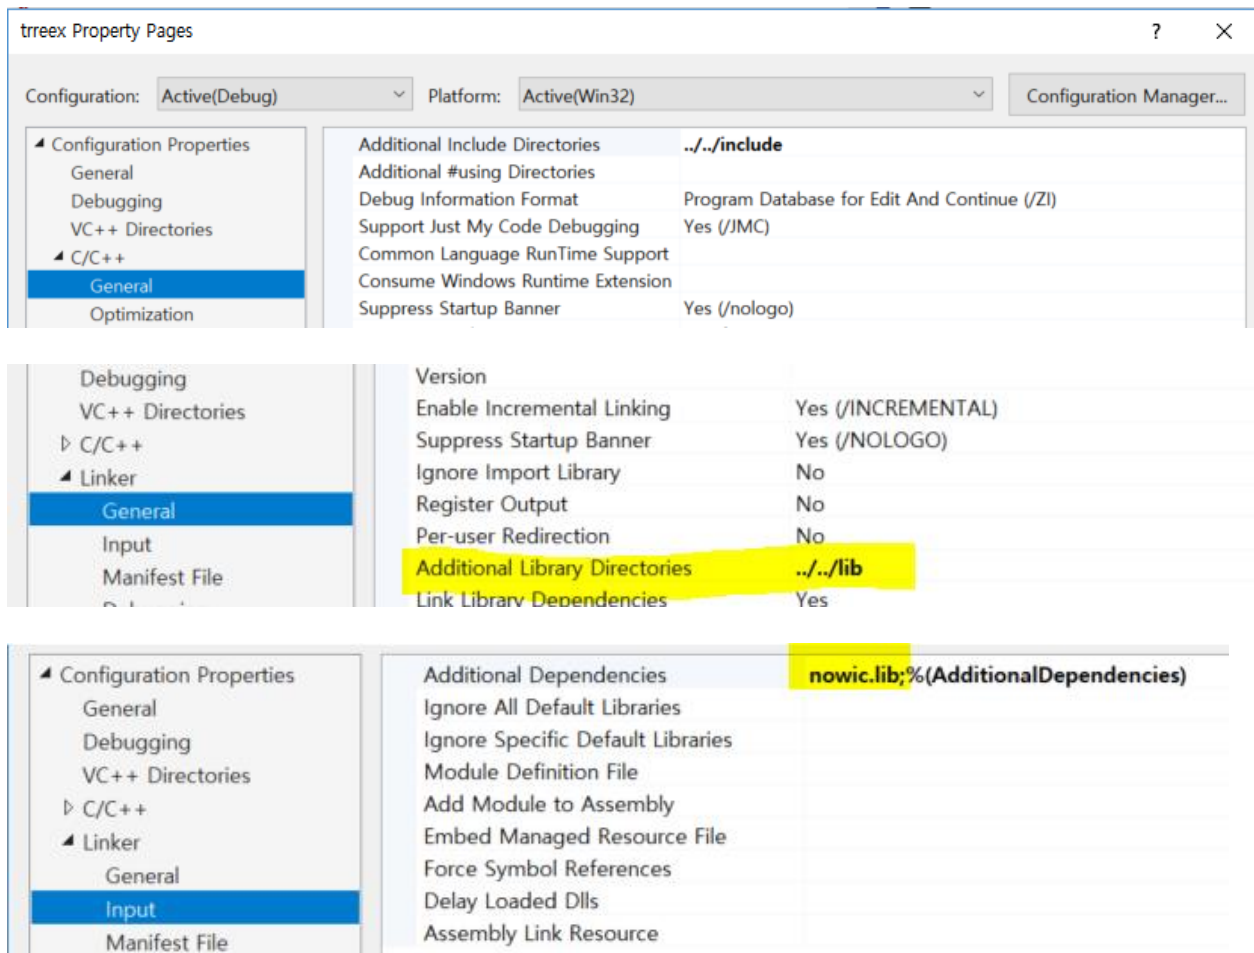 trreex Property Pages
?
Configuration: Active(Debug) Platform: Active(Win32) Configuration Manager...
Configuration Properties
General
Debugging
VC++ Directories
C/C++
General
Optimization
Additional Include Directories ../../include
Additional #using Directories
Debug Information Format Program Database for Edit And Continue (/ZI)
Support Just My Code Debugging Yes (/JMC)
Common Language RunTime Support
Consume Windows Runtime Extension
Suppress Startup Banner Yes (/nologo)
Debugging
VC++ Directories
C/C++
Linker
General
Input
Manifest File
Version
Enable Incremental Linking Yes (/INCREMENTAL)
Suppress Startup Banner Yes (/NOLOGO)
Ignore Import Library No
Register Output No
Per-user Redirection No
Additional Library Directories ../../lib
Link Library Dependencies Yes
Configuration Properties
General
Debugging
VC++ Directories
C/C++
Linker
General
Input
Manifest File
Additional Dependencies nowic.lib;%(AdditionalDependencies)
Ignore All Default Libraries
Ignore Specific Default Libraries
Module Definition File
Add Module to Assembly
Embed Managed Resource File
Force Symbol References
Delay Loaded Dlls
Assembly Link Resource